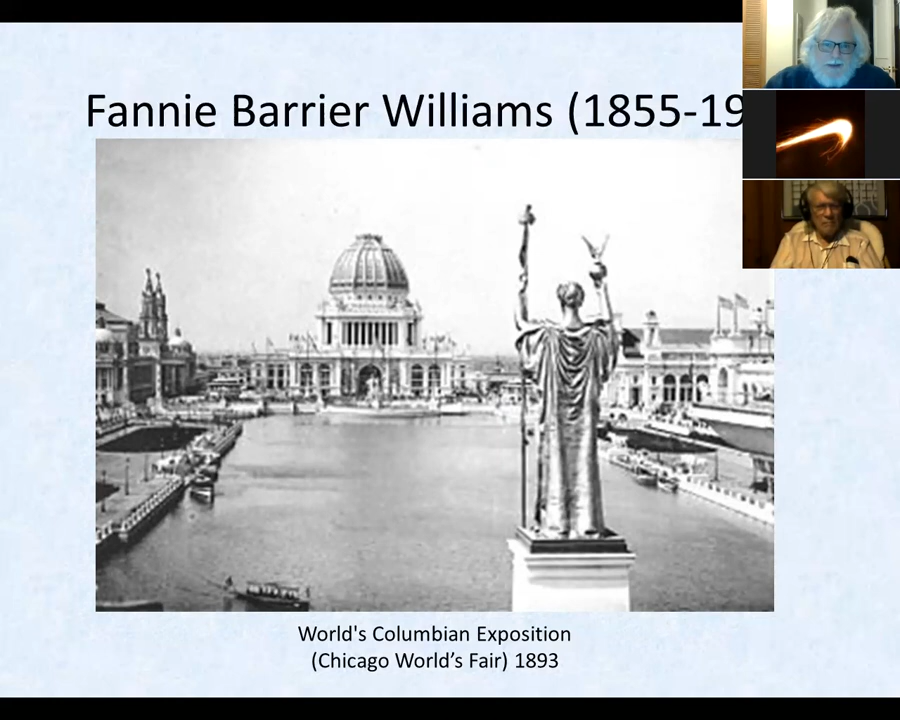 Fannie Barrier Williams (1855-19
World's Columbian Exposition
(Chicago World’s Fair) 1893